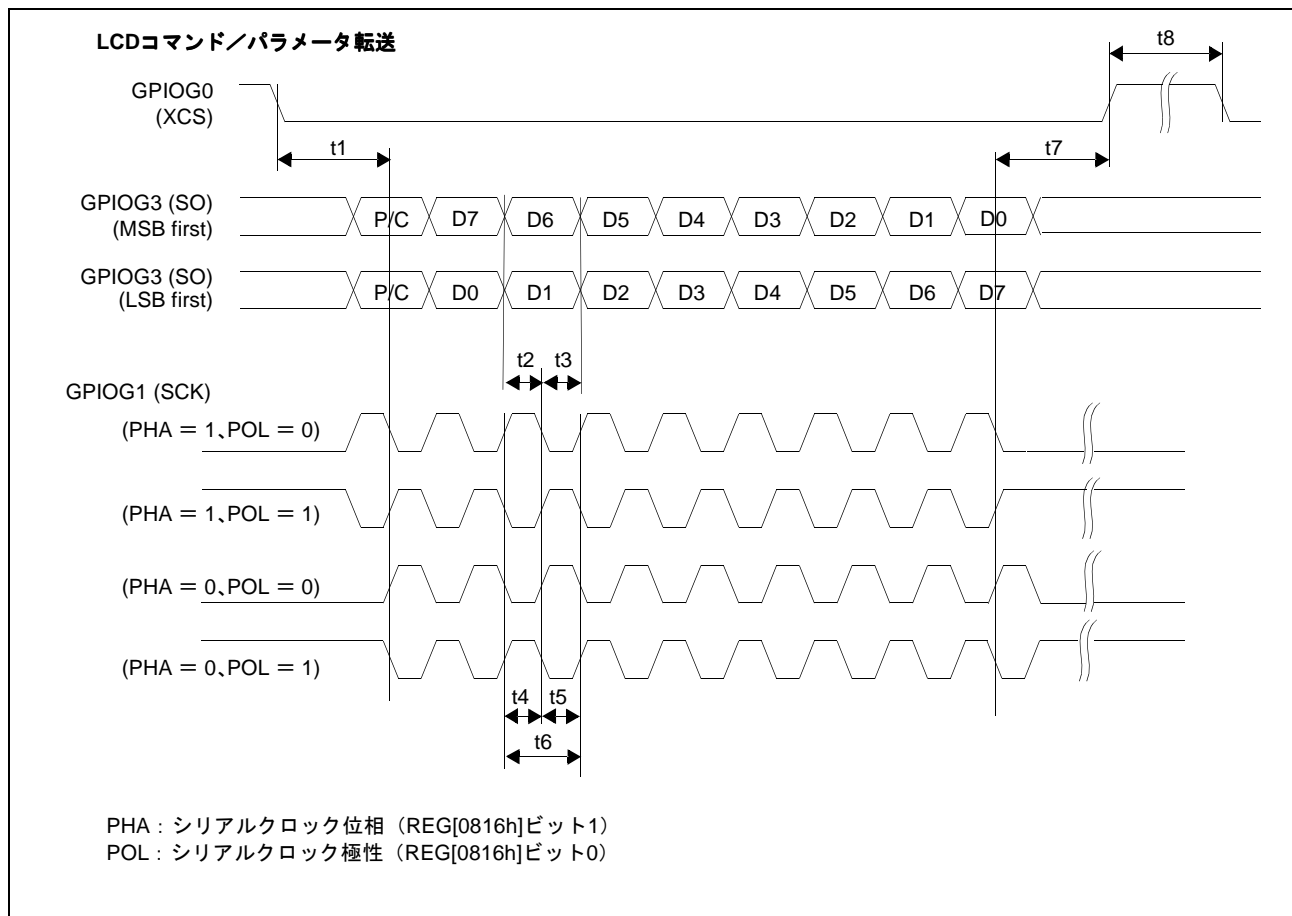 LCDコマンド／パラメータ転送
t8
GPIOG0
(XCS)
t1
t7
GPIOG3 (SO)
(MSB first)
P/C D7 D6 D5 D4 D3 D2 D1 D0
GPIOG3 (SO)
(LSB first)
P/C D0 D1 D2 D3 D4 D5 D6 D7
t2 t3
GPIOG1 (SCK)
(PHA = 1、POL = 0)
(PHA = 1、POL = 1)
(PHA = 0、POL = 0)
(PHA = 0、POL = 1)
t4 t5
t6
PHA : シリアルクロック位相（REG[0816h]ビット1）
POL : シリアルクロック極性（REG[0816h]ビット0）